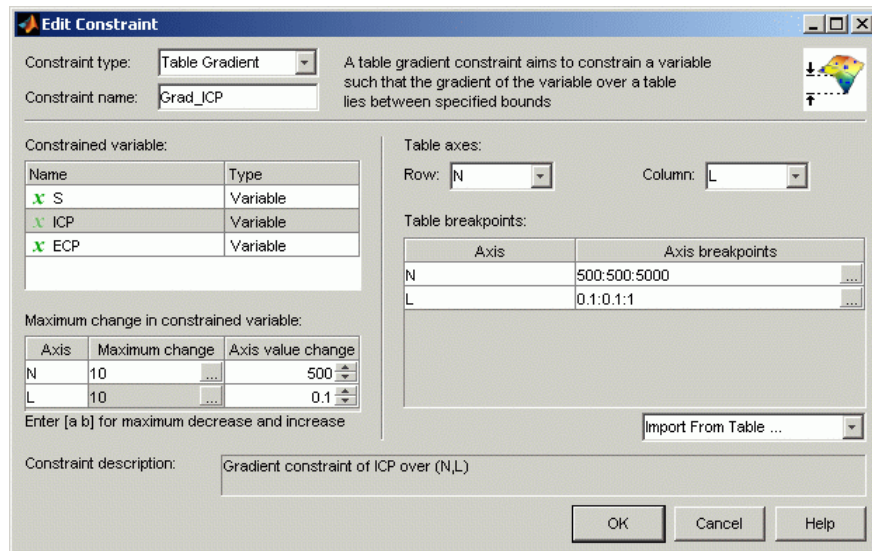 Edit Constraint
Constraint type: Table Gradient
A table gradient constraint aims to constrain a variable
such that the gradient of the variable over a table
lies between specified bounds
Constraint name: Grad_ICP
Constrained variable:
Name Type
x S Variable
x ICP Variable
x ECP Variable
Table axes:
Row: N Column: L
Table breakpoints:
Axis Axis breakpoints
N 500:500:5000 ...
L 0.1:0.1:1 ...
Maximum change in constrained variable:
Axis Maximum change Axis value change
N 10 ... 500
L 10 ... 0.1
Enter [a b] for maximum decrease and increase
Import From Table ...
Constraint description: Gradient constraint of ICP over (N,L)
OK Cancel Help